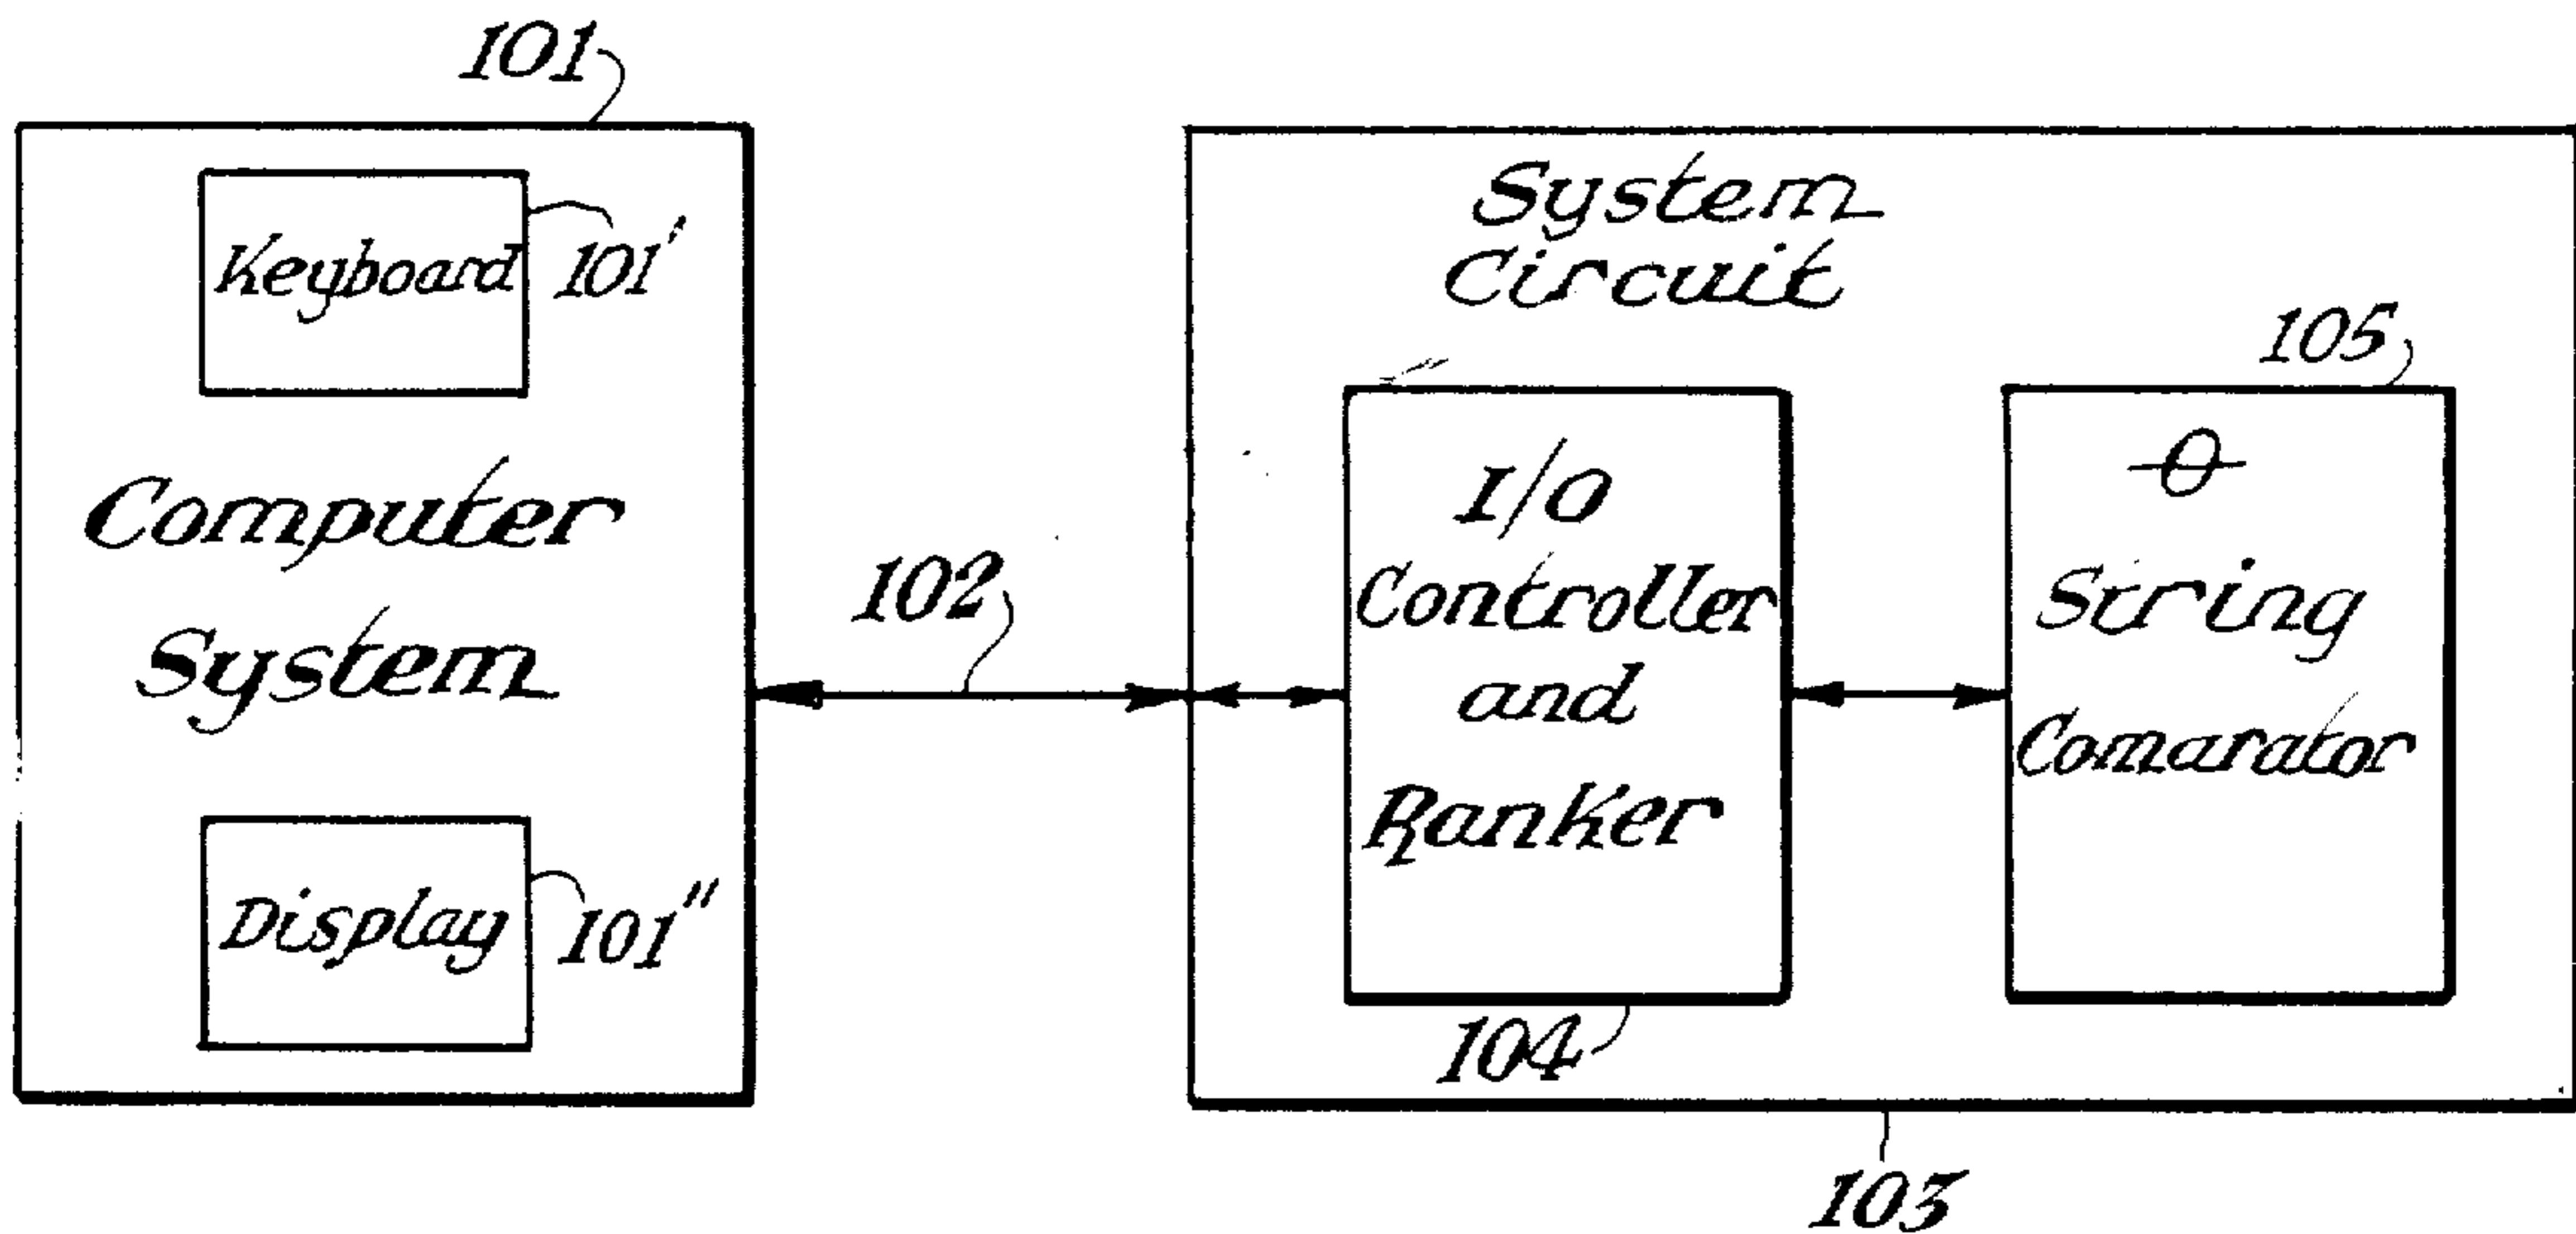 101
Keyboard
101'
Computer
System
Display
101"
102
System
Circuit
I/O
Controller
and
Ranker
104
105
θ
String
Comarator
103